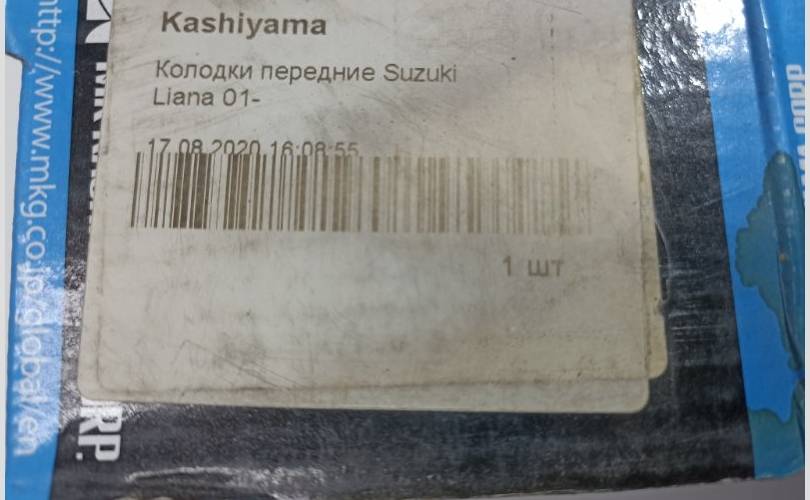 Kashiyama
Колодки передние Suzuki
Liana 01-
17.08.2020 16:08:55
1 шт
http://www.mkg.co.jp/global/en
RP.